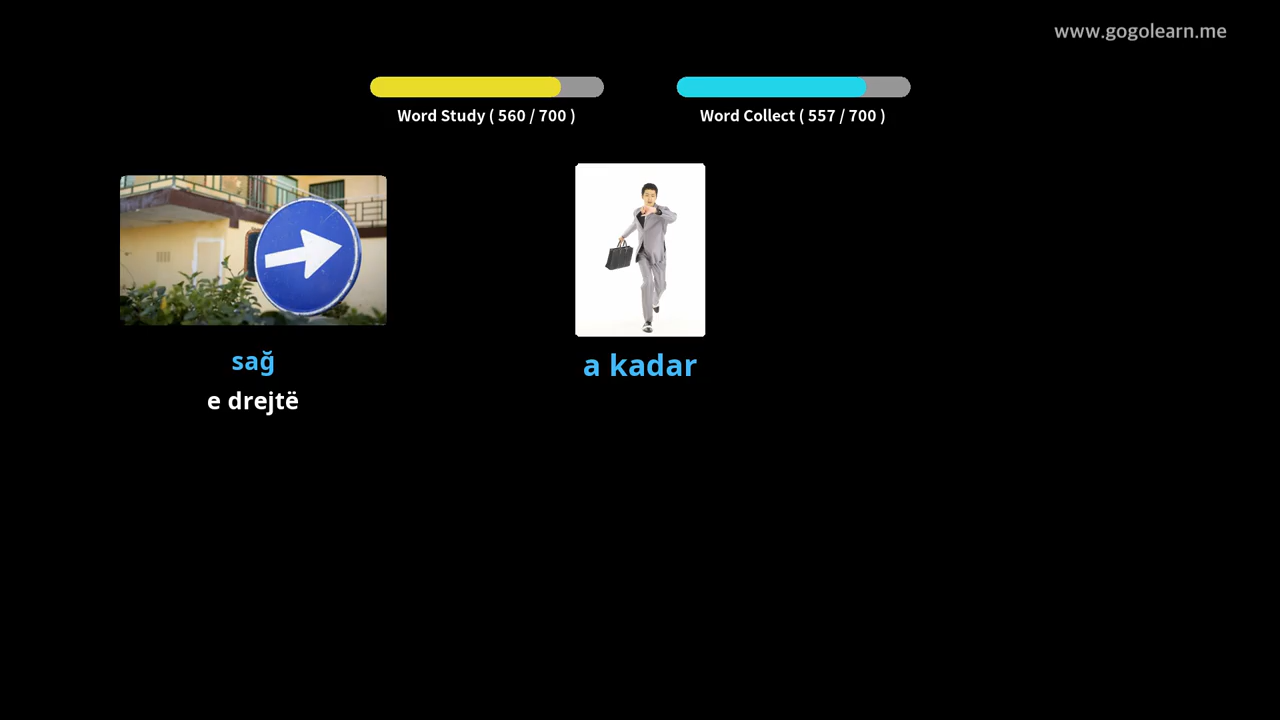 www.gogolearn.me
Word Study ( 560 / 700 )
Word Collect ( 557 / 700 )
sağ
e drejtë
a kadar